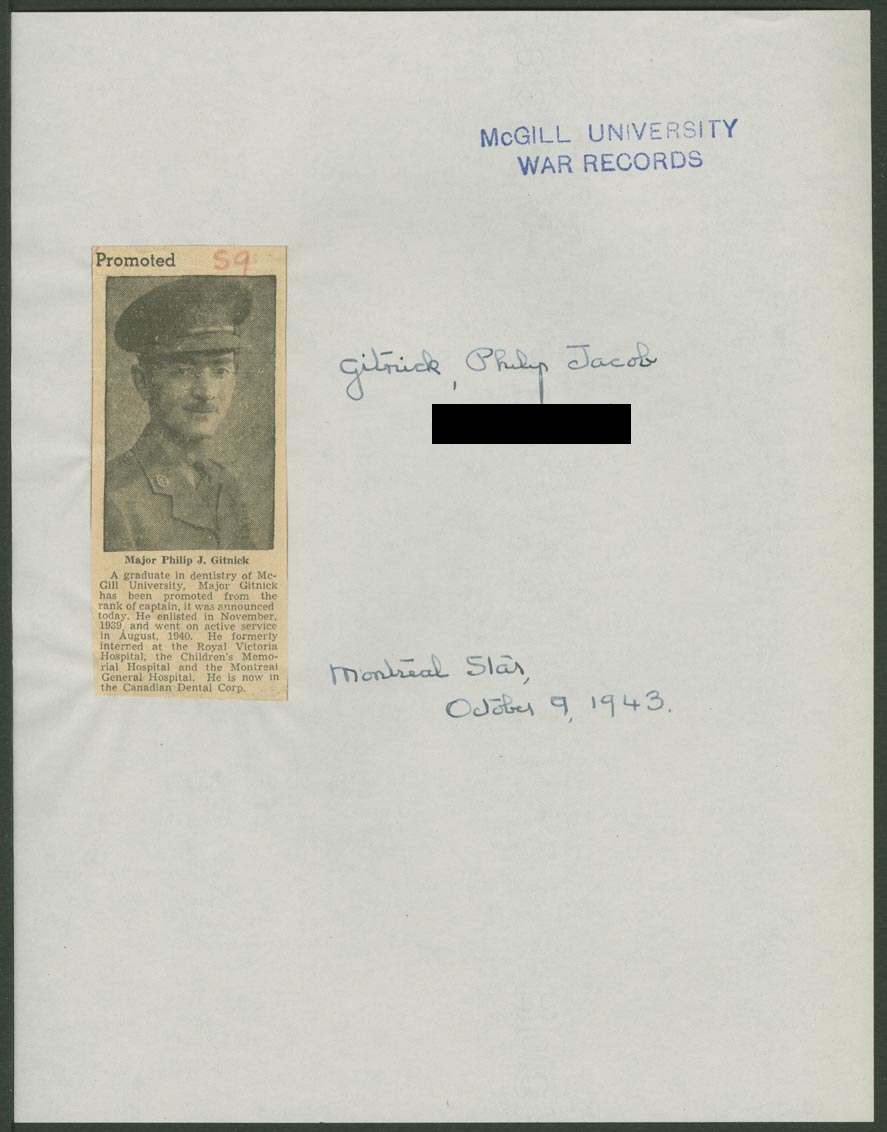 McGILL UNIVERSITY
WAR RECORDS
Promoted 59
Gitnick, Philip Jacob
Major Philip J. Gitnick
A graduate in dentistry of Mc-
Gill University, Major Gitnick
has been promoted from the
rank of captain, it was announced
today. He enlisted in November,
1939, and went on active service
in August, 1940. He formerly
interned at the Royal Victoria
Hospital, the Children's Memo-
rial Hospital and the Montreal
General Hospital. He is now in
the Canadian Dental Corp.
Montreal Star,
October 9, 1943.